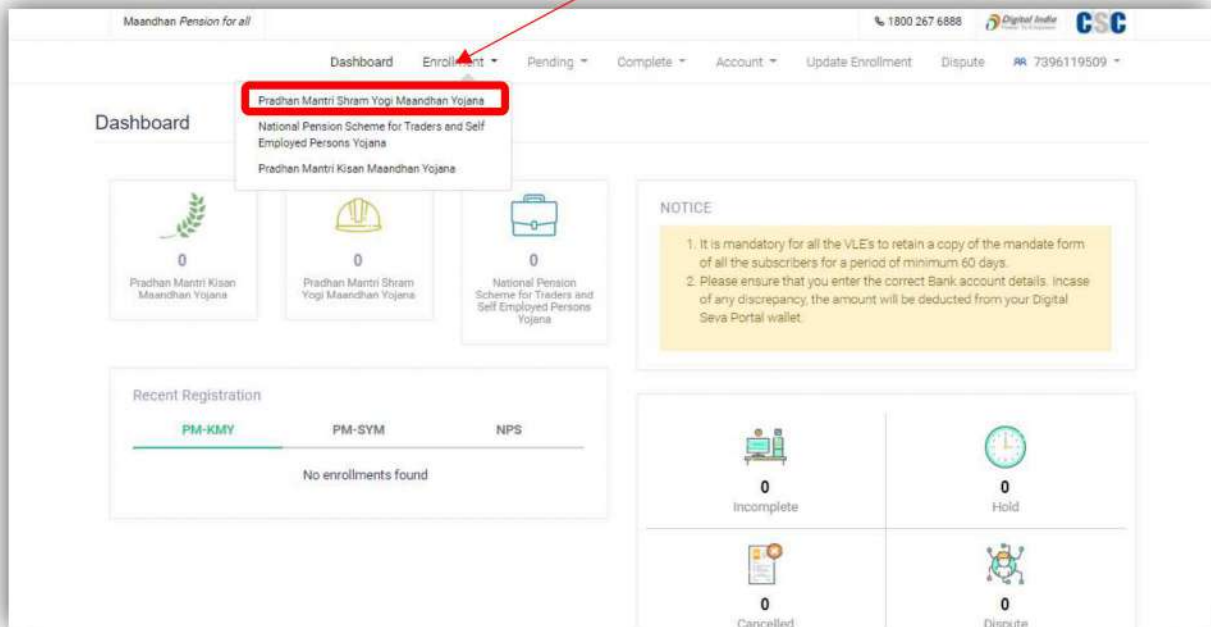 Maandhan Pension for all
1800 267 6888
Digital India
Power To Empower
CSC
Dashboard Enrollment Pending Complete Account Update Enrollment Dispute 7396119509
Pradhan Mantri Shram Yogi Maandhan Yojana
National Pension Scheme for Traders and Self
Employed Persons Yojana
Pradhan Mantri Kisan Maandhan Yojana
Dashboard
0
Pradhan Mantri Kisan
Maandhan Yojana
0
Pradhan Mantri Shram
Yogi Maandhan Yojana
0
National Pension
Scheme for Traders and
Self Employed Persons
Yojana
NOTICE
1. It is mandatory for all the VLE's to retain a copy of the mandate form
of all the subscribers for a period of minimum 60 days.
2. Please ensure that you enter the correct Bank account details. Incase
of any discrepancy, the amount will be deducted from your Digital
Seva Portal wallet.
Recent Registration
PM-KMY PM-SYM NPS
No enrollments found
0
Incomplete
0
Hold
0
Cancelled
0
Dispute